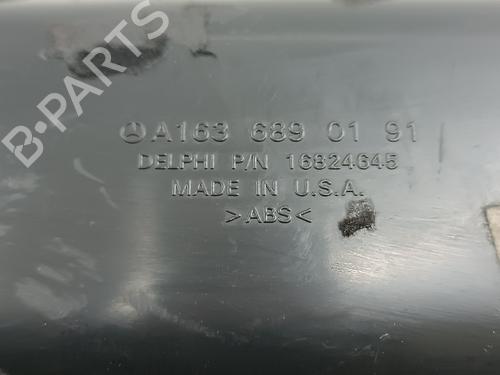 B-PARTS
A163 689 01 91
DELPHI P/N 16824645
MADE IN U.S.A.
>ABS<